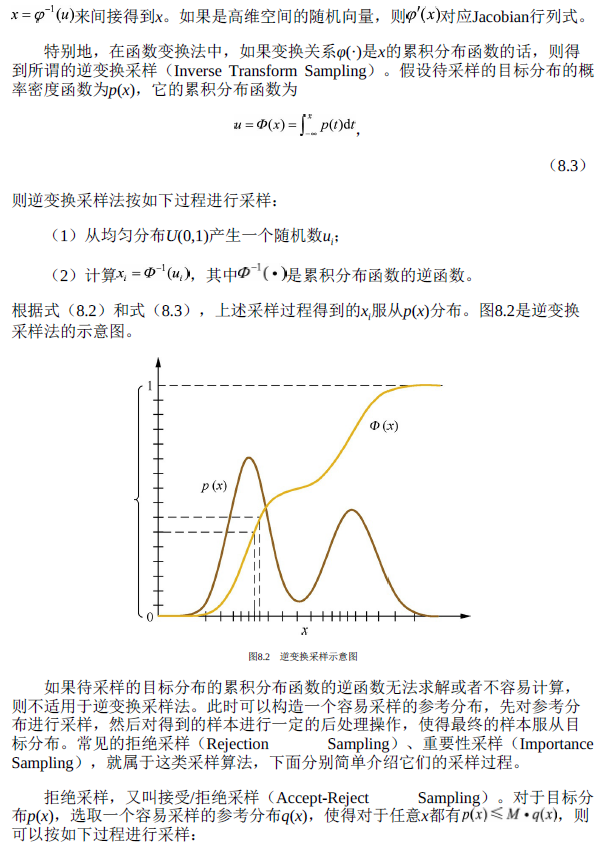 x = φ⁻¹(u)来间接得到x。如果是高维空间的随机向量，则φ′(x)对应Jacobian行列式。
特别地，在函数变换法中，如果变换关系φ(·)是x的累积分布函数的话，则得
到所谓的逆变换采样（Inverse Transform Sampling）。假设待采样的目标分布的概
率密度函数为p(x)，它的累积分布函数为
u = Φ(x) = ∫₋∞ˣ p(t)dt，
（8.3）
则逆变换采样法按如下过程进行采样：
（1）从均匀分布U(0,1)产生一个随机数uᵢ；
（2）计算xᵢ = Φ⁻¹(uᵢ)，其中Φ⁻¹(•)是累积分布函数的逆函数。
根据式（8.2）和式（8.3），上述采样过程得到的xᵢ服从p(x)分布。图8.2是逆变换
采样法的示意图。
1
Φ(x)
p(x)
0
x
图8.2 逆变换采样示意图
如果待采样的目标分布的累积分布函数的逆函数无法求解或者不容易计算，
则不适用于逆变换采样法。此时可以构造一个容易采样的参考分布，先对参考分
布进行采样，然后对得到的样本进行一定的后处理操作，使得最终的样本服从目
标分布。常见的拒绝采样（Rejection Sampling）、重要性采样（Importance
Sampling），就属于这类采样算法，下面分别简单介绍它们的采样过程。
拒绝采样，又叫接受/拒绝采样（Accept-Reject Sampling）。对于目标分
布p(x)，选取一个容易采样的参考分布q(x)，使得对于任意x都有p(x) ≤ M • q(x)，则
可以按如下过程进行采样：